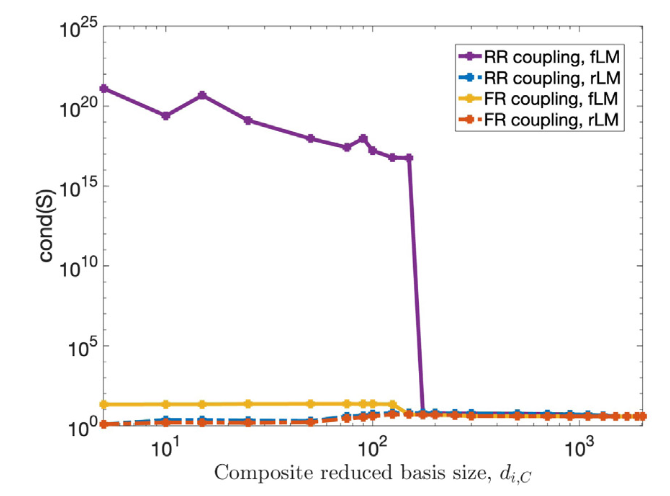 10^25
10^20
10^15
10^10
10^5
10^0
cond(S)
RR coupling, fLM
RR coupling, rLM
FR coupling, fLM
FR coupling, rLM
10^1
10^2
10^3
Composite reduced basis size, d_{i,C}